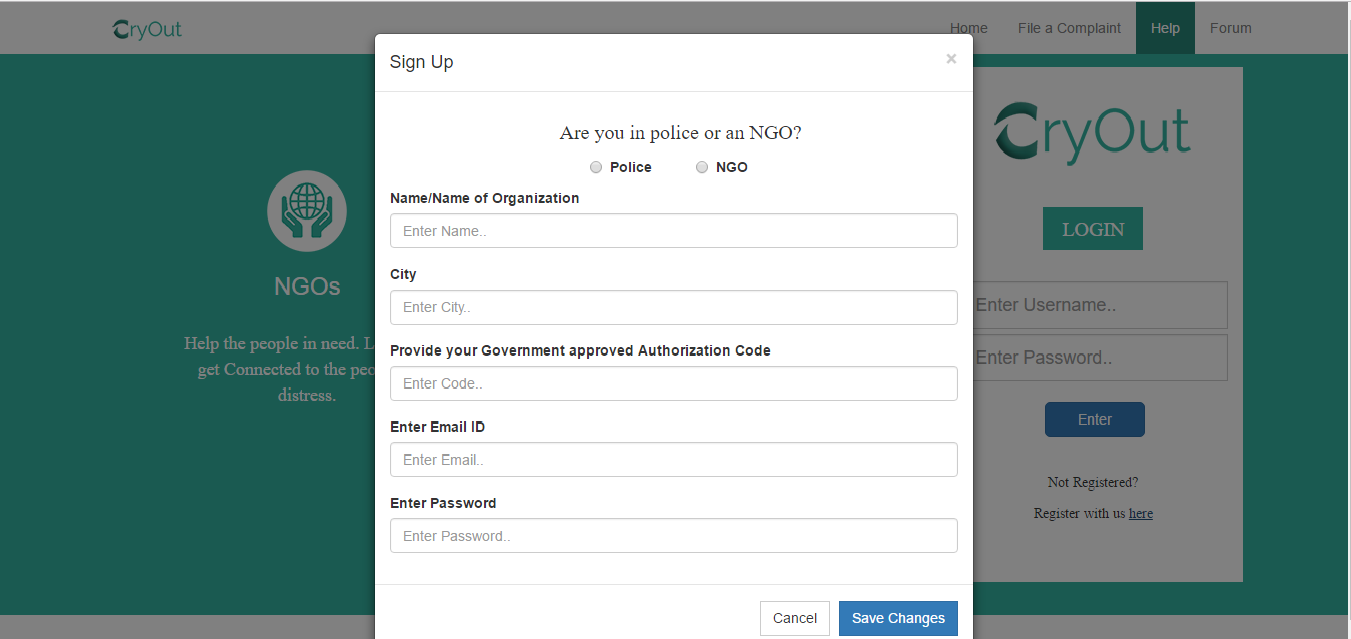 CryOut
Home
File a Complaint
Help
Forum
Sign Up
×
Are you in police or an NGO?
Police
NGO
Name/Name of Organization
Enter Name..
City
Enter City..
Provide your Government approved Authorization Code
Enter Code..
Enter Email ID
Enter Email..
Enter Password
Enter Password..
Cancel
Save Changes
NGOs
Help the people in need. L
get Connected to the peo
distress.
CryOut
LOGIN
Enter Username..
Enter Password..
Enter
Not Registered?
Register with us here